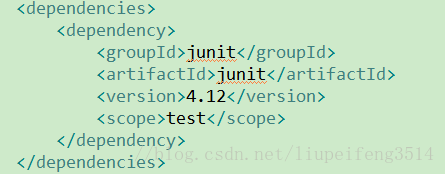 <dependencies>
<dependency>
<groupId>junit</groupId>
<artifactId>junit</artifactId>
<version>4.12</version>
<scope>test</scope>
</dependency>
</dependencies>
//blog.csdn.net/liupeifeng3514